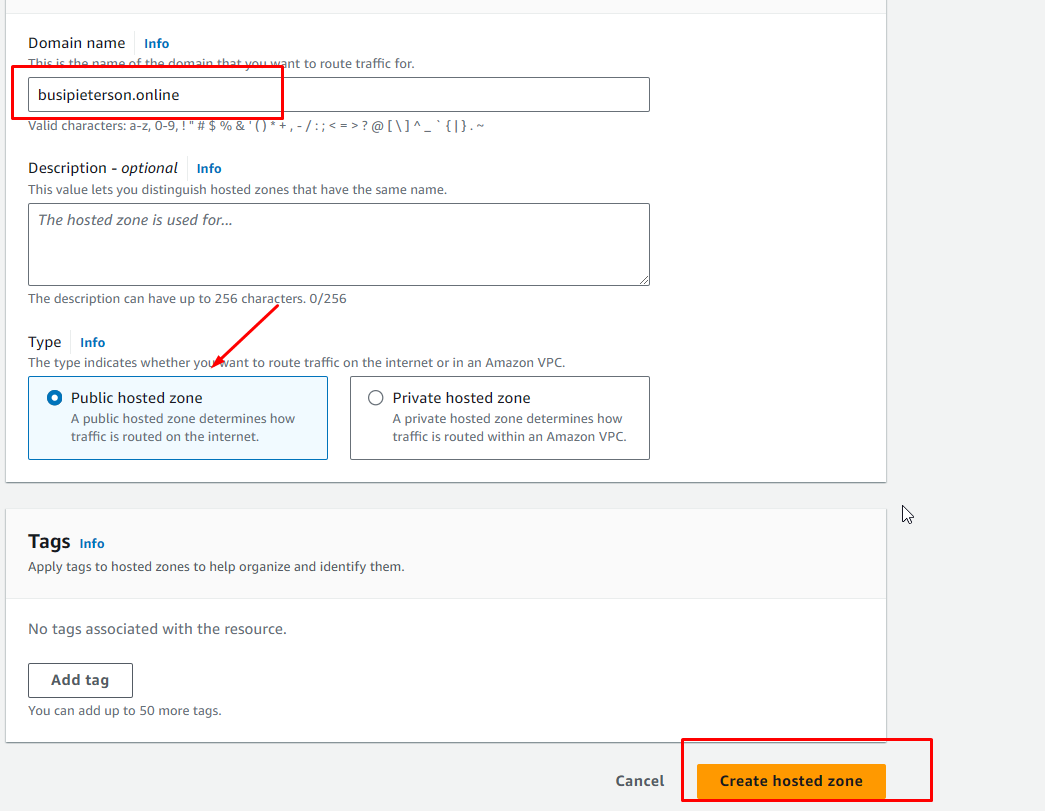 Domain name Info
This is the name of the domain that you want to route traffic for.
busipieterson.online
Valid characters: a-z, 0-9, ! " # $ % & ' ( ) * + , - / : ; < = > ? @ [ \ ] ^ _ ` { | } . ~
Description - optional Info
This value lets you distinguish hosted zones that have the same name.
The hosted zone is used for...
The description can have up to 256 characters. 0/256
Type Info
The type indicates whether you want to route traffic on the internet or in an Amazon VPC.
Public hosted zone
A public hosted zone determines how
traffic is routed on the internet.
Private hosted zone
A private hosted zone determines how
traffic is routed within an Amazon VPC.
Tags Info
Apply tags to hosted zones to help organize and identify them.
No tags associated with the resource.
Add tag
You can add up to 50 more tags.
Cancel Create hosted zone